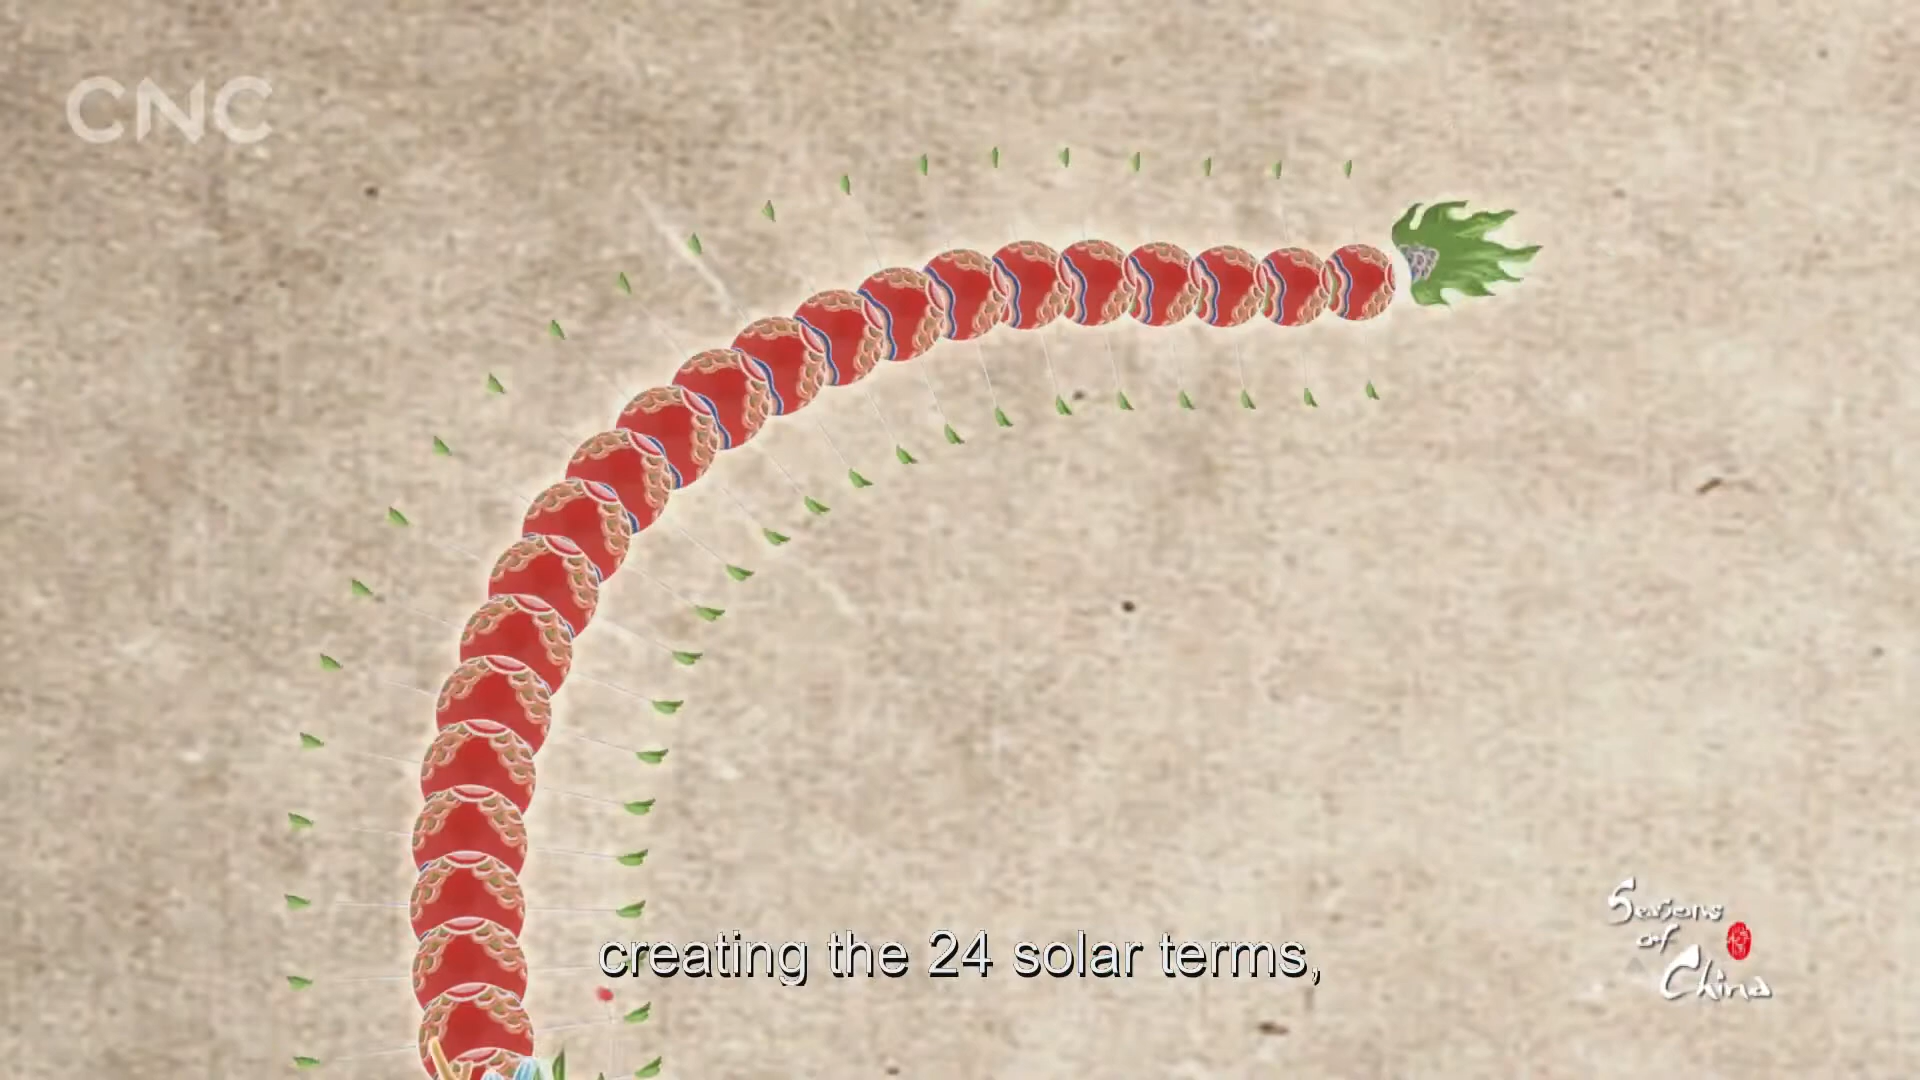 CNC
creating the 24 solar terms,
Seasons
of
China